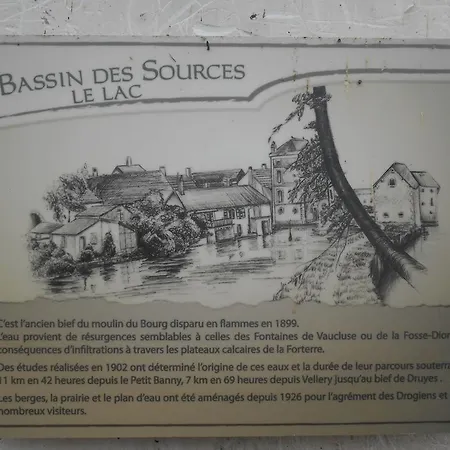 BASSIN DES SOURCES
LE LAC
C'est l'ancien bief du moulin du Bourg disparu en flammes en 1899.
L'eau provient de résurgences semblables à celles des Fontaines de Vaucluse ou de la Fosse-Dion
conséquences d'infiltrations à travers les plateaux calcaires de la Forterre.
Des études réalisées en 1902 ont déterminé l'origine de ces eaux et la durée de leur parcours souterr
11 km en 42 heures depuis le Petit Banny, 7 km en 69 heures depuis Vellery jusqu'au bief de Druyes .
Les berges, la prairie et le plan d'eau ont été aménagés depuis 1926 pour l'agrément des Drogiens et
nombreux visiteurs.